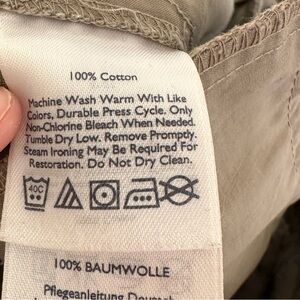 100% Cotton
Machine Wash Warm With Like
Colors, Durable Press Cycle. Only
Non-Chlorine Bleach When Needed.
Tumble Dry Low. Remove Promptly.
Steam Ironing May Be Required For
Restoration. Do Not Dry Clean.
40C
100% BAUMWOLLE
Pflegeanleitung Deutsch